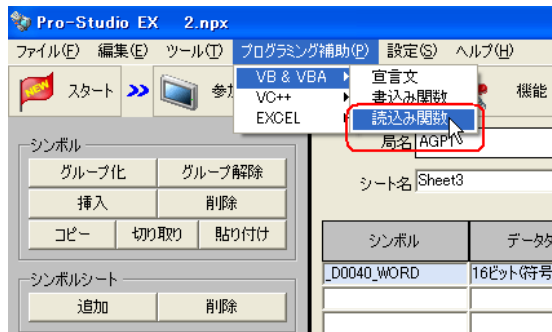 Pro-Studio EX　2.npx
ファイル(F) 編集(E) ツール(T) プログラミング補助(P) 設定(S) ヘルプ(H)
NEW スタート
VB & VBA 宣言文
VC++ 書込み関数
EXCEL 読込み関数
機能
シンボル
局名 AGP1
グループ化 グループ解除
シート名 Sheet3
挿入 削除
コピー 切り取り 貼り付け
シンボル
_D0040_WORD 16ビット(符号
シンボルシート
追加 削除